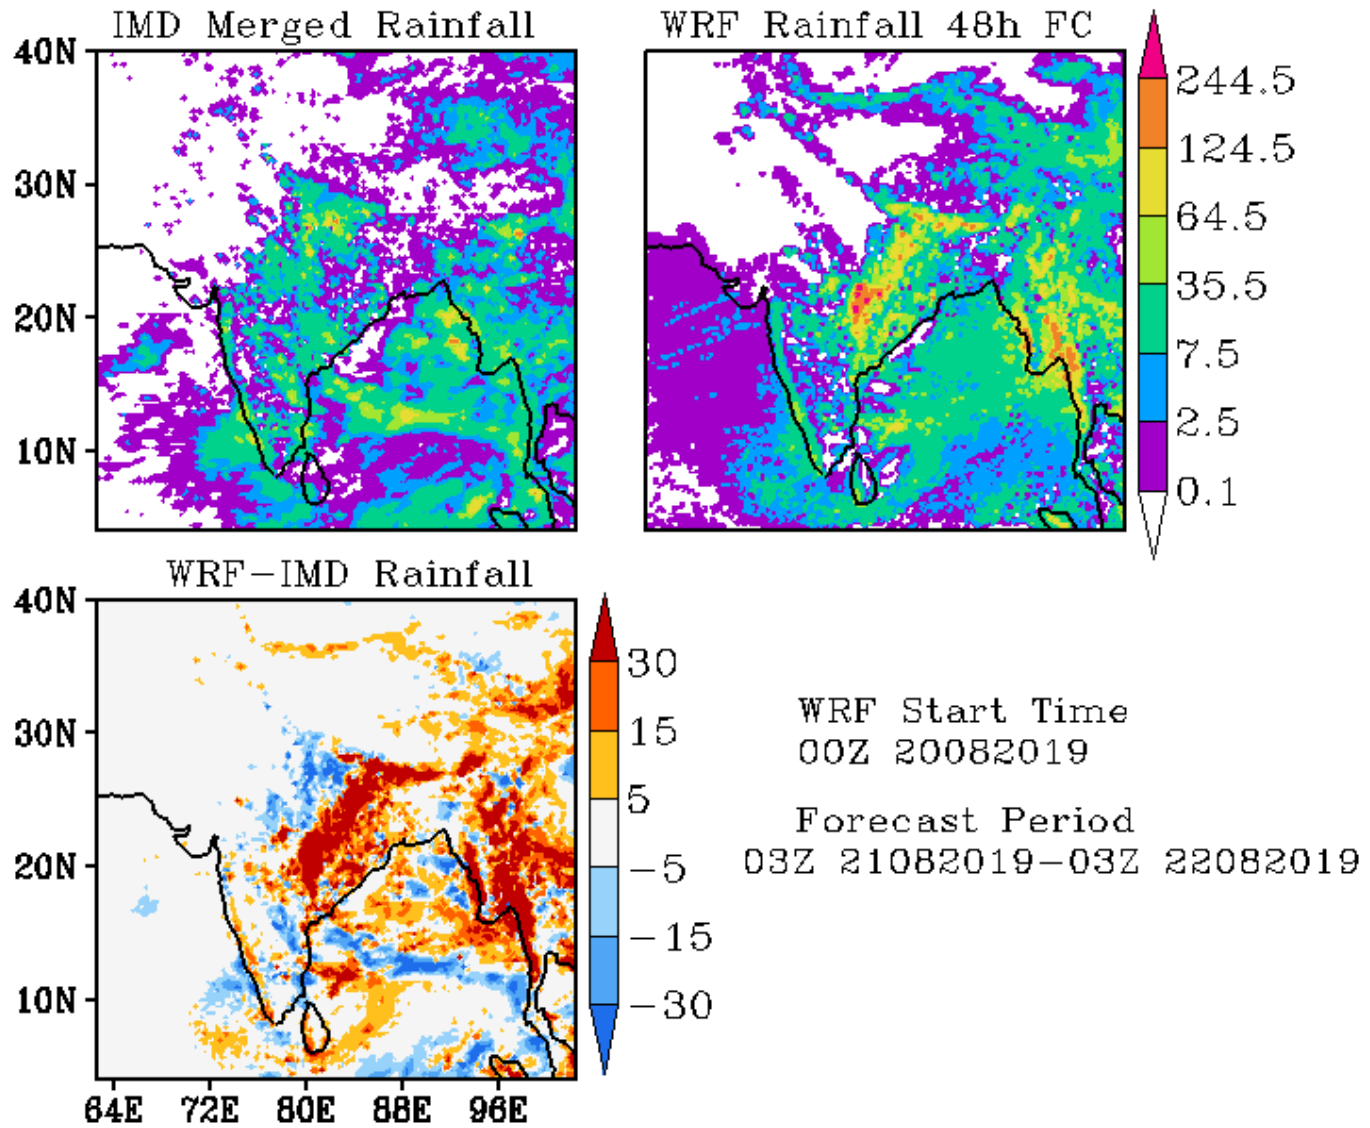 IMD Merged Rainfall
WRF Rainfall 48h FC
40N
30N
20N
10N
244.5
124.5
64.5
35.5
7.5
2.5
0.1
WRF-IMD Rainfall
40N
30N
20N
10N
64E 72E 80E 88E 96E
30
15
5
-5
-15
-30
WRF Start Time
00Z 20082019
Forecast Period
03Z 21082019-03Z 22082019